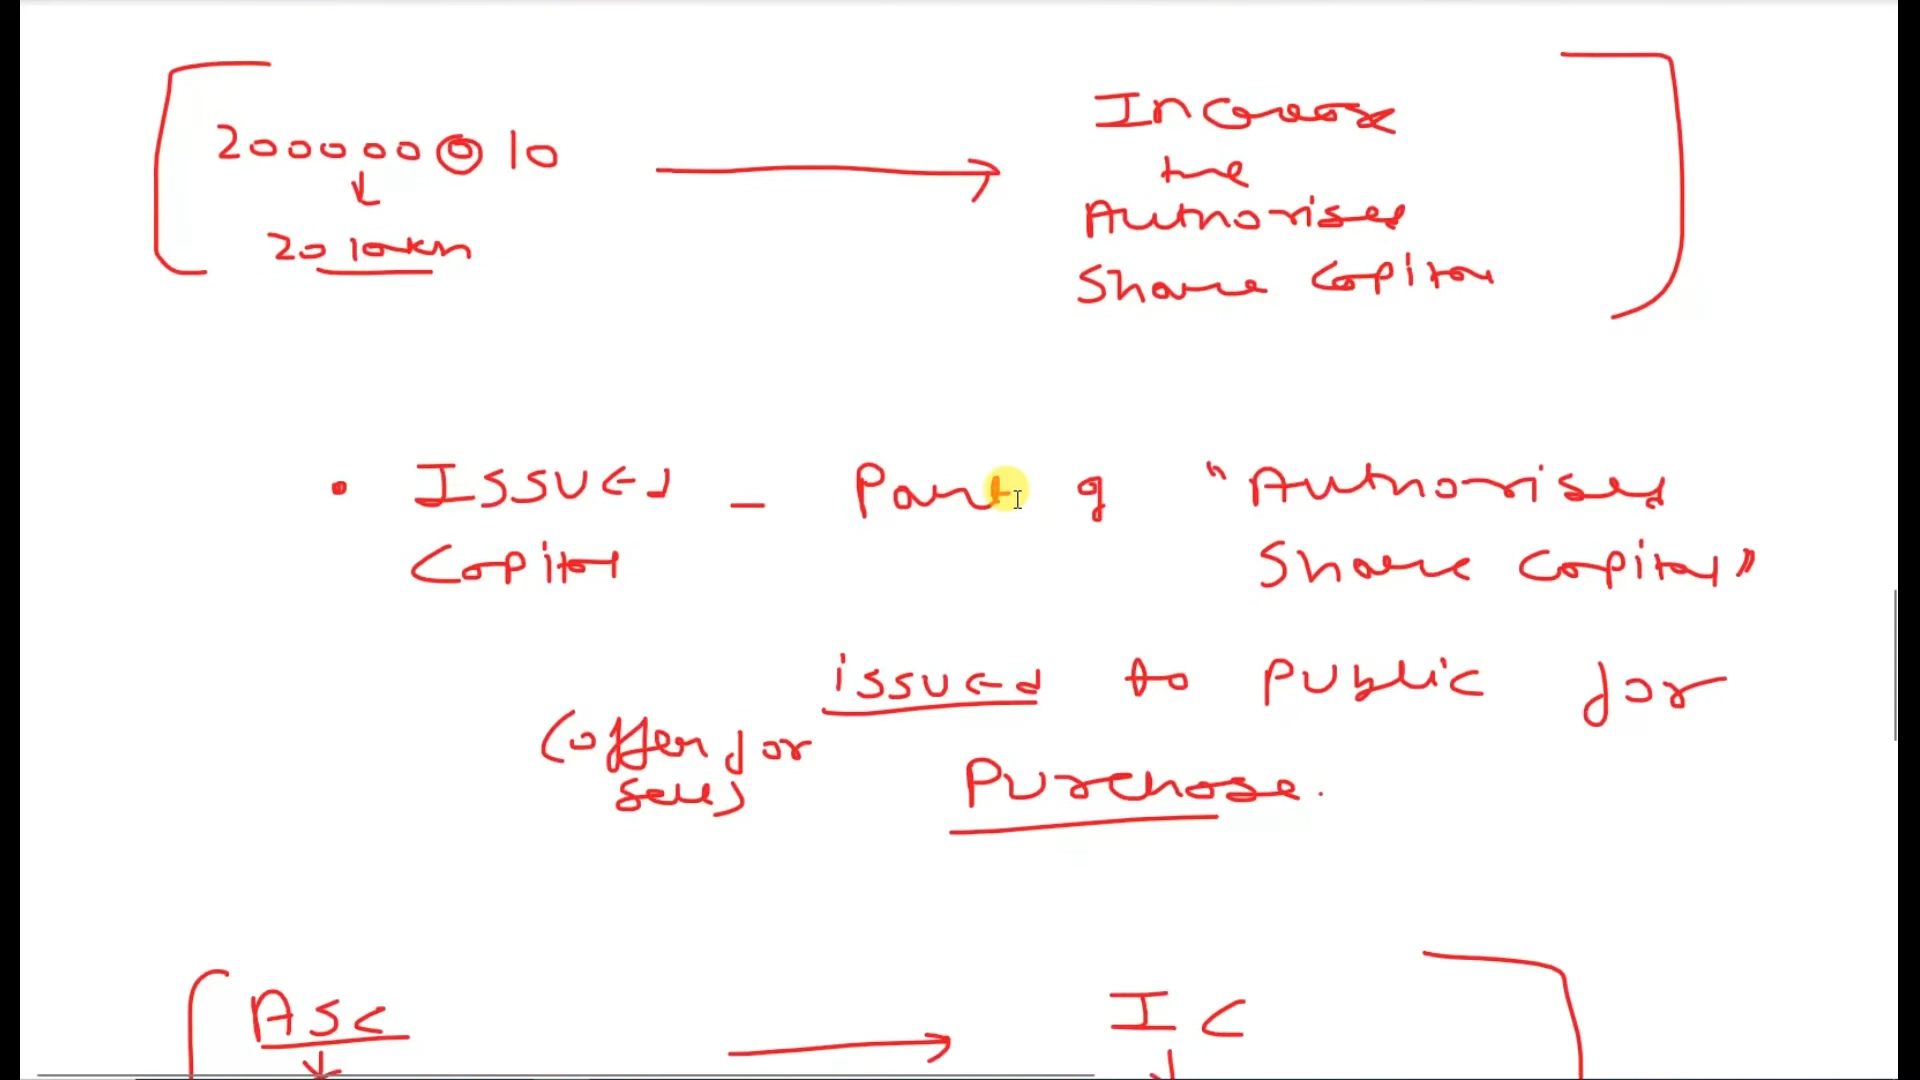 200000 @ 10
20 lakh
Increase
the
Authorised
Share Capital
• Issued – Part of "Authorised
Capital Share Capital"
issued to Public for
(offer for
sell)
Purchase.
ASC
IC